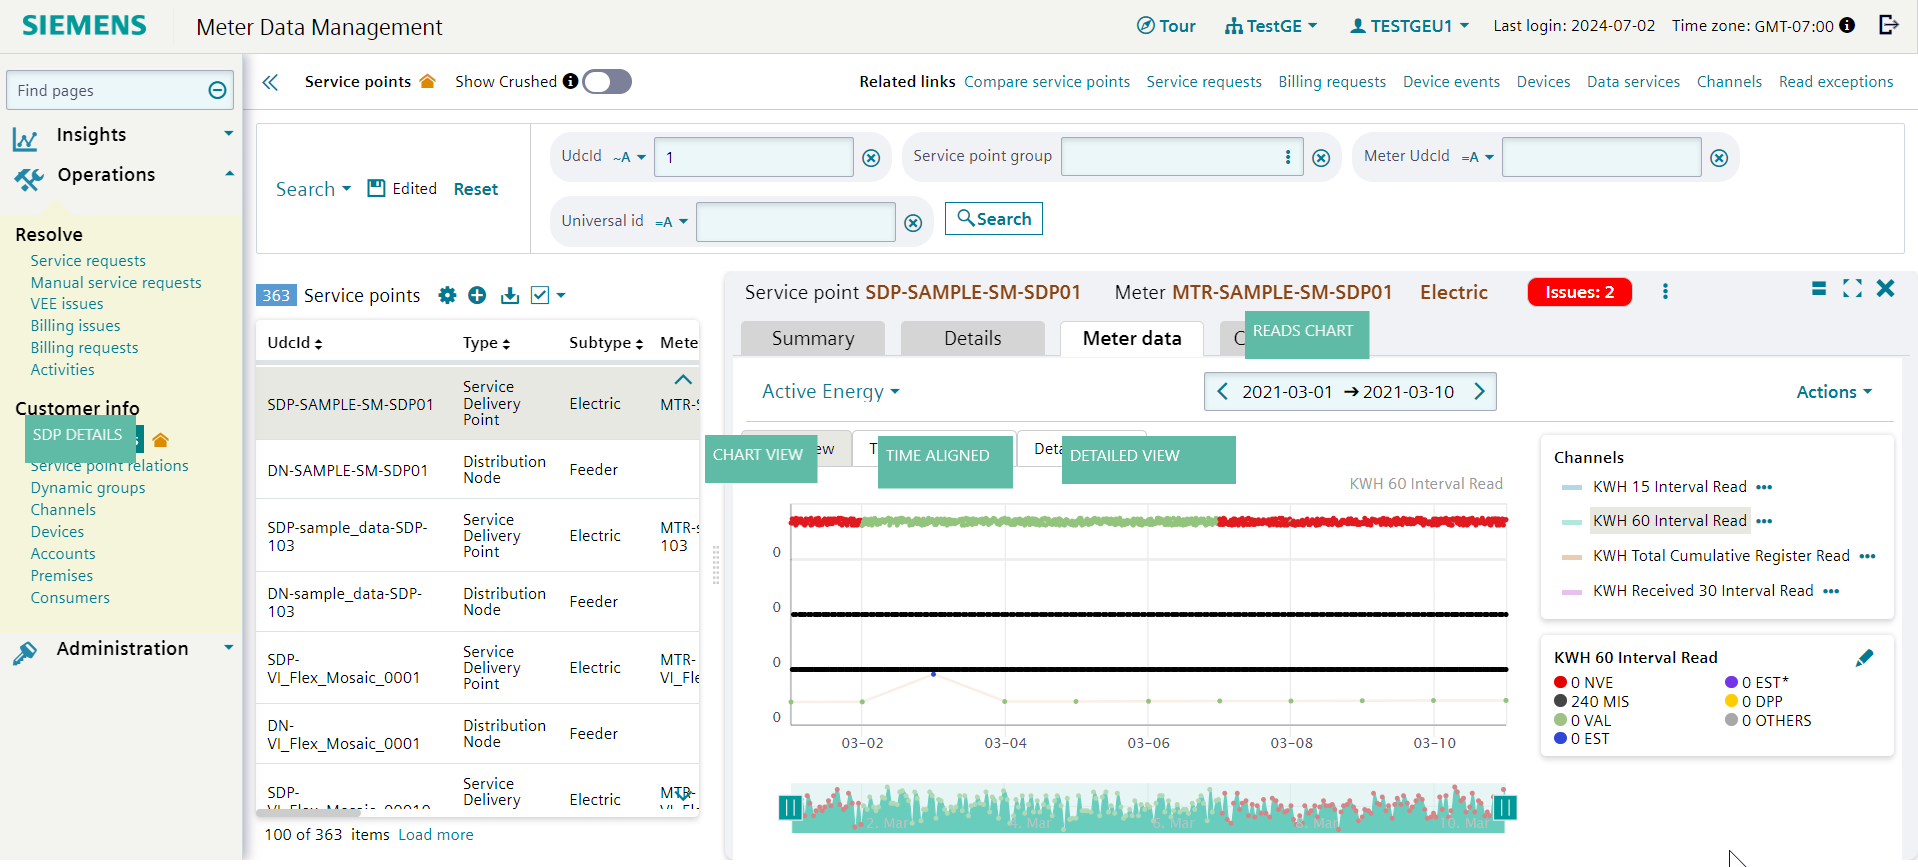 SIEMENS
Meter Data Management
Tour
TestGE
TESTGEU1
Last login: 2024-07-02
Time zone: GMT-07:00
Find pages
Insights
Operations
Resolve
Service requests
Manual service requests
VEE issues
Billing issues
Billing requests
Activities
Customer info
SDP DETAILS
Service point relations
Dynamic groups
Channels
Devices
Accounts
Premises
Consumers
Administration
Service points
Show Crushed
Related links
Compare service points
Service requests
Billing requests
Device events
Devices
Data services
Channels
Read exceptions
Search
Edited
Reset
UdcId ~A 1
Service point group
Meter UdcId =A
Universal id =A
Search
363 Service points
UdcId Type Subtype Mete
SDP-SAMPLE-SM-SDP01
Service
Delivery
Point
Electric
MTR-S
DN-SAMPLE-SM-SDP01
Distribution
Node
Feeder
SDP-sample_data-SDP-
103
Service
Delivery
Point
Electric
MTR-s
103
DN-sample_data-SDP-
103
Distribution
Node
Feeder
SDP-
VI_Flex_Mosaic_0001
Service
Delivery
Point
Electric
MTR-
VI_Fle
DN-
VI_Flex_Mosaic_0001
Distribution
Node
Feeder
SDP-
Service
Delivery
Electric
MTR-
100 of 363 items Load more
Service point SDP-SAMPLE-SM-SDP01
Meter MTR-SAMPLE-SM-SDP01
Electric
Issues: 2
Summary
Details
Meter data
C
READS CHART
Active Energy
2021-03-01 → 2021-03-10
Actions
CHART VIEW
ew
T
TIME ALIGNED
Deta
DETAILED VIEW
KWH 60 Interval Read
0
0
0
0
03-02
03-04
03-06
03-08
03-10
2. Mar
4. Mar
6. Mar
8. Mar
10. Mar
Channels
KWH 15 Interval Read
KWH 60 Interval Read
KWH Total Cumulative Register Read
KWH Received 30 Interval Read
KWH 60 Interval Read
0 NVE
0 EST*
240 MIS
0 DPP
0 VAL
0 OTHERS
0 EST